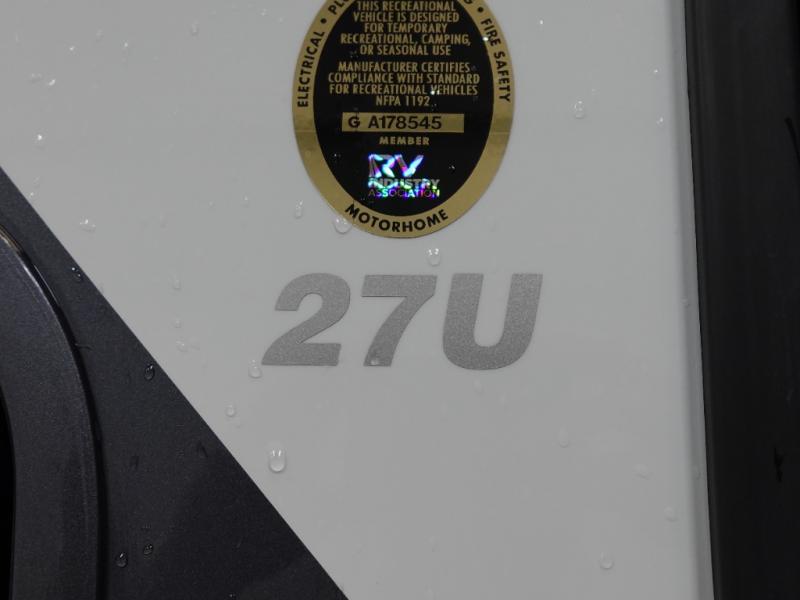 THIS RECREATIONAL
VEHICLE IS DESIGNED
FOR TEMPORARY
RECREATIONAL, CAMPING,
OR SEASONAL USE
ELECTRICAL •
• FIRE SAFETY
MANUFACTURER CERTIFIES
COMPLIANCE WITH STANDARD
FOR RECREATIONAL VEHICLES
NFPA 1192
G A178545
MEMBER
RV
INDUSTRY
ASSOCIATION
MOTORHOME
27U